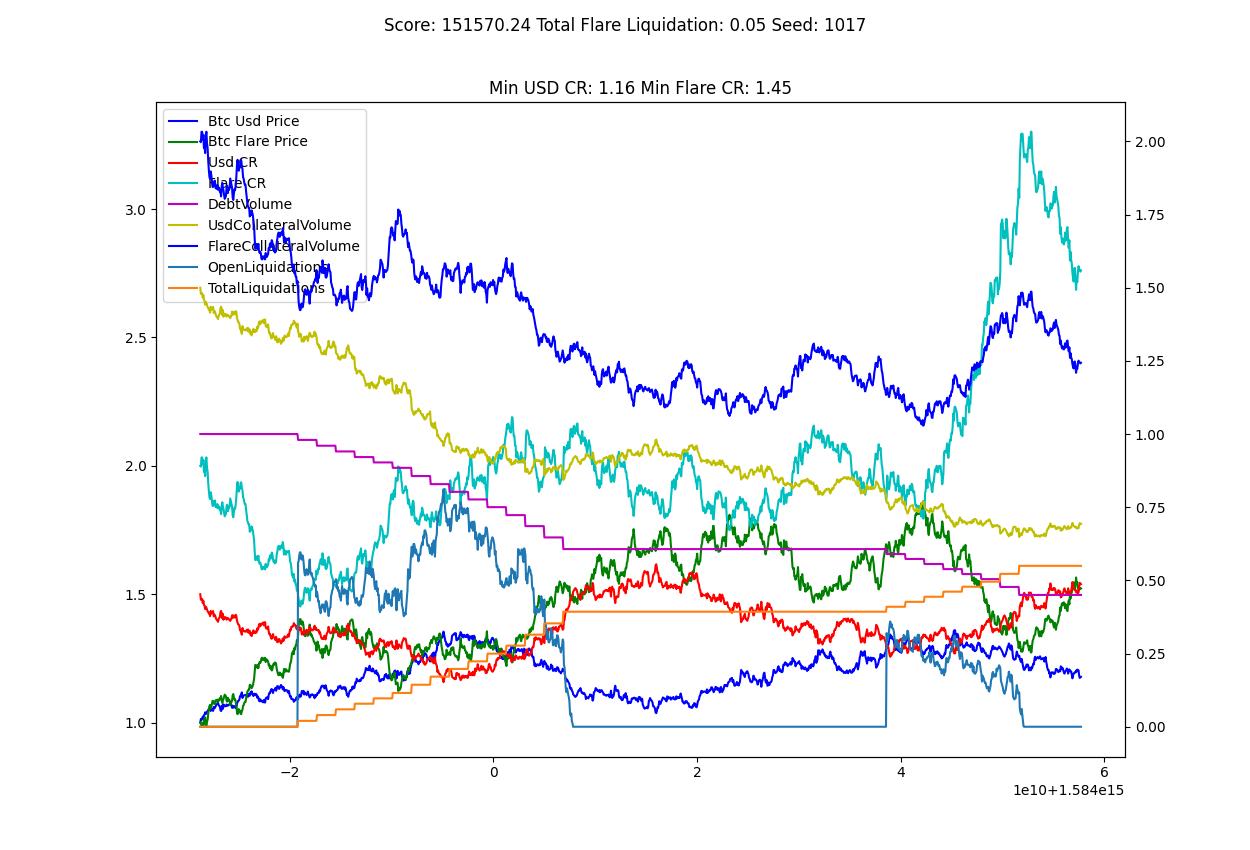 Score: 151570.24 Total Flare Liquidation: 0.05 Seed: 1017
Min USD CR: 1.16 Min Flare CR: 1.45
Btc Usd Price
Btc Flare Price
Usd CR
Flare CR
DebtVolume
UsdCollateralVolume
FlareCollateralVolume
OpenLiquidations
TotalLiquidations
3.0
2.5
2.0
1.5
1.0
2.00
1.75
1.50
1.25
1.00
0.75
0.50
0.25
0.00
−2
0
2
4
6
1e10+1.584e15